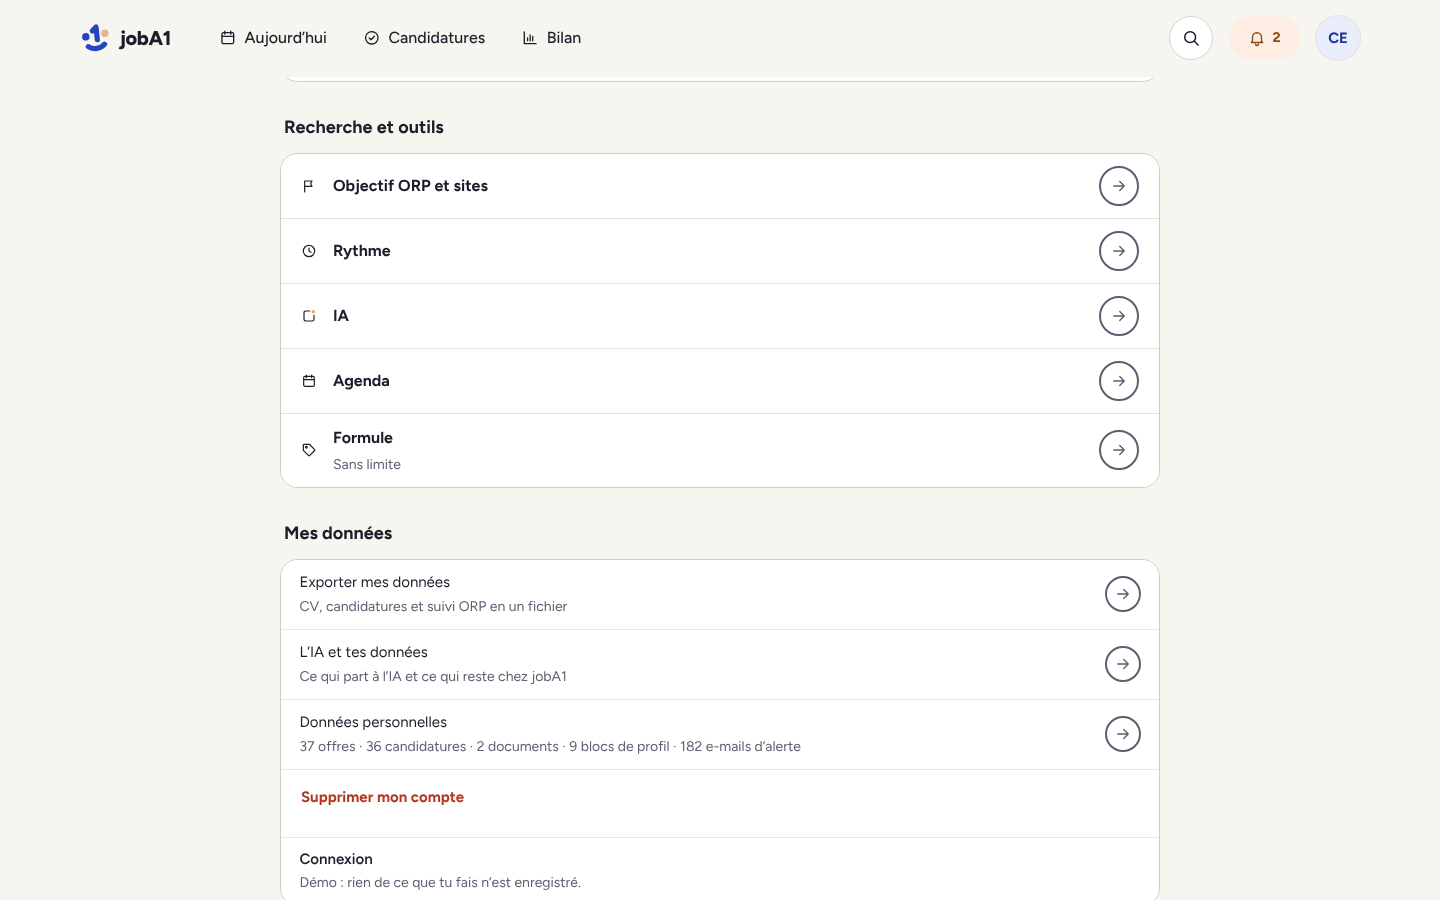 jobA1
Aujourd’hui
Candidatures
Bilan
2
CE
Recherche et outils
Objectif ORP et sites
Rythme
IA
Agenda
Formule
Sans limite
Mes données
Exporter mes données
CV, candidatures et suivi ORP en un fichier
L’IA et tes données
Ce qui part à l’IA et ce qui reste chez jobA1
Données personnelles
37 offres · 36 candidatures · 2 documents · 9 blocs de profil · 182 e-mails d’alerte
Supprimer mon compte
Connexion
Démo : rien de ce que tu fais n’est enregistré.